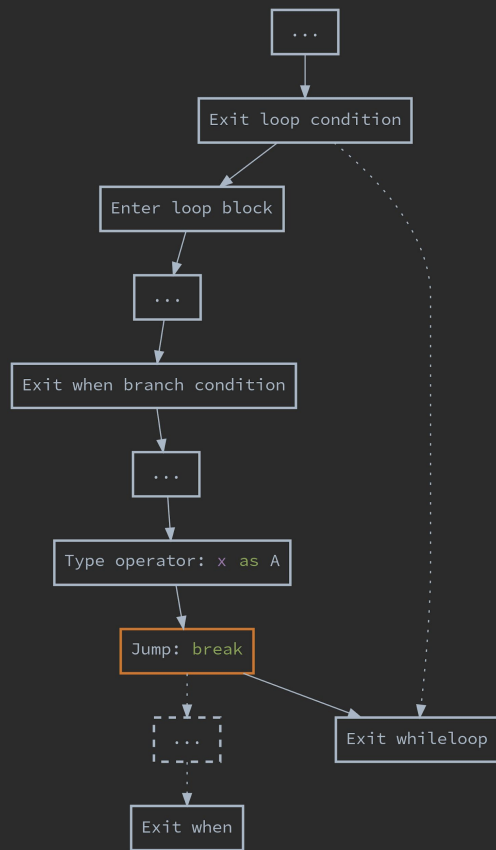 ...
Exit loop condition
Enter loop block
...
Exit when branch condition
...
Type operator: x as A
Jump: break
...
Exit whileloop
Exit when